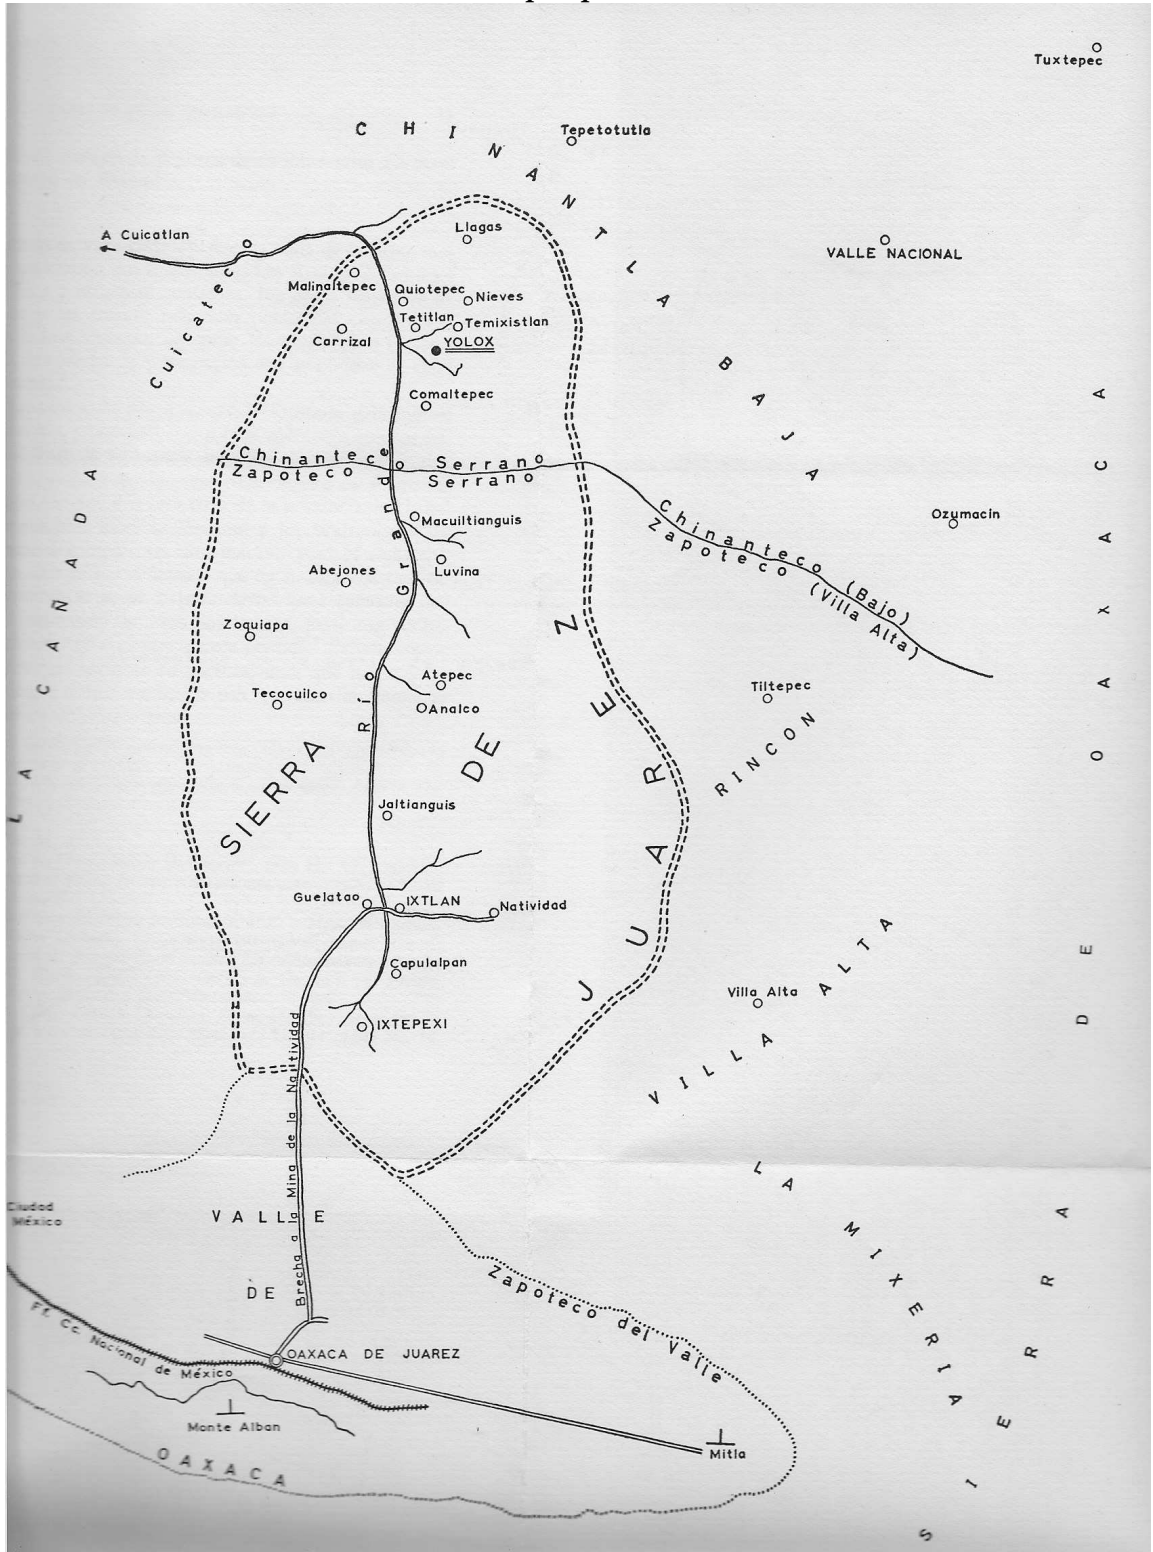 Tuxtepec
CHINANTLA BAJA
Tepetotutla
Llagas
A Cuicatlan
VALLE NACIONAL
Cuicateco
Malinaltepec
Quiotepec
Nieves
Tetitlan
Temixistlan
Carrizal
YOLOX
Comaltepec
Chinanteco Serrano
Zapoteco Serrano
Río Grande
Macuiltianguis
Ozumacin
Chinanteco (Bajo)
Zapoteco (Villa Alta)
Abejones
Luvina
Zoquiapa
Atepec
Tecocuilco
Analco
Tiltepec
RINCON
LA CAÑADA
SIERRA DE JUAREZ
Jaltianguis
Guelatao
IXTLAN
Natividad
Capulalpan
Villa Alta
VILLA ALTA
IXTEPEXI
Brecha a la Mina de la Natividad
SIERRA DE OAXACA
LA MIXERIA
Ciudad
México
VALLE
DE
OAXACA
Zapoteco del Valle
Ff. Cc. Nacional de México
OAXACA DE JUAREZ
Monte Alban
Mitla